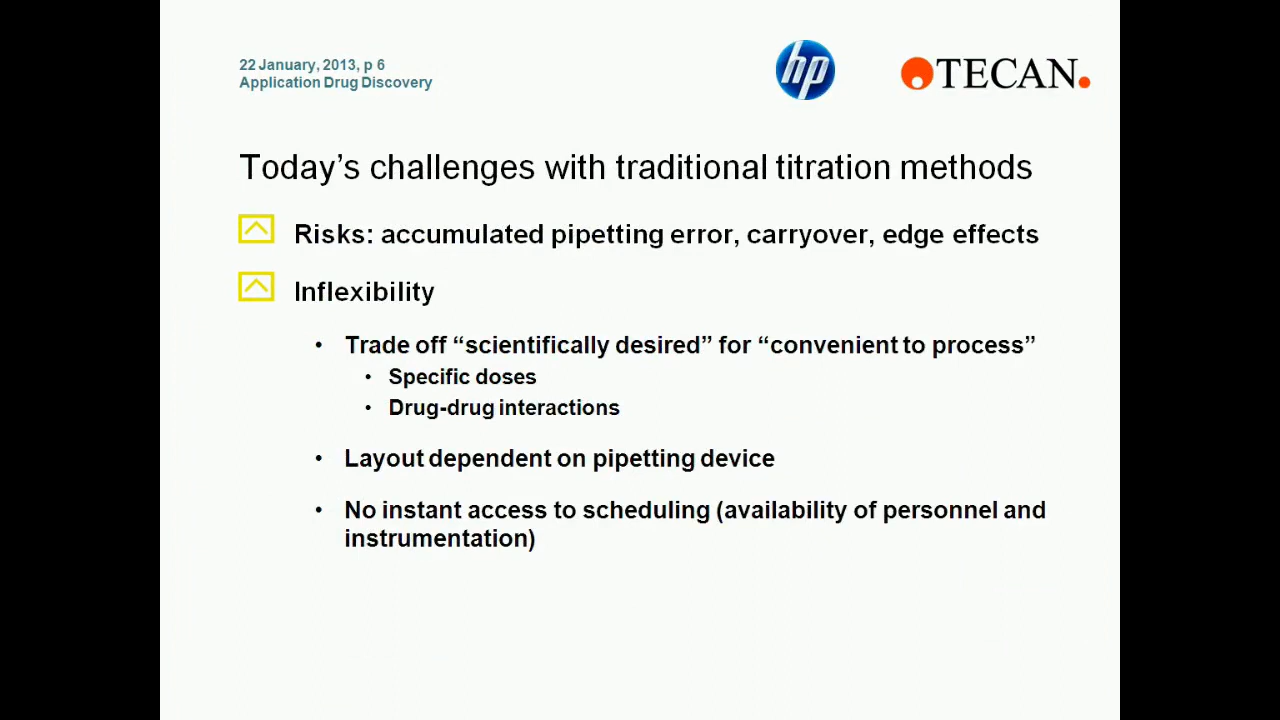 22 January, 2013, p 6
Application Drug Discovery
hp
TECAN.
Today’s challenges with traditional titration methods
Risks: accumulated pipetting error, carryover, edge effects
Inflexibility
• Trade off “scientifically desired” for “convenient to process”
• Specific doses
• Drug-drug interactions
• Layout dependent on pipetting device
• No instant access to scheduling (availability of personnel and
instrumentation)